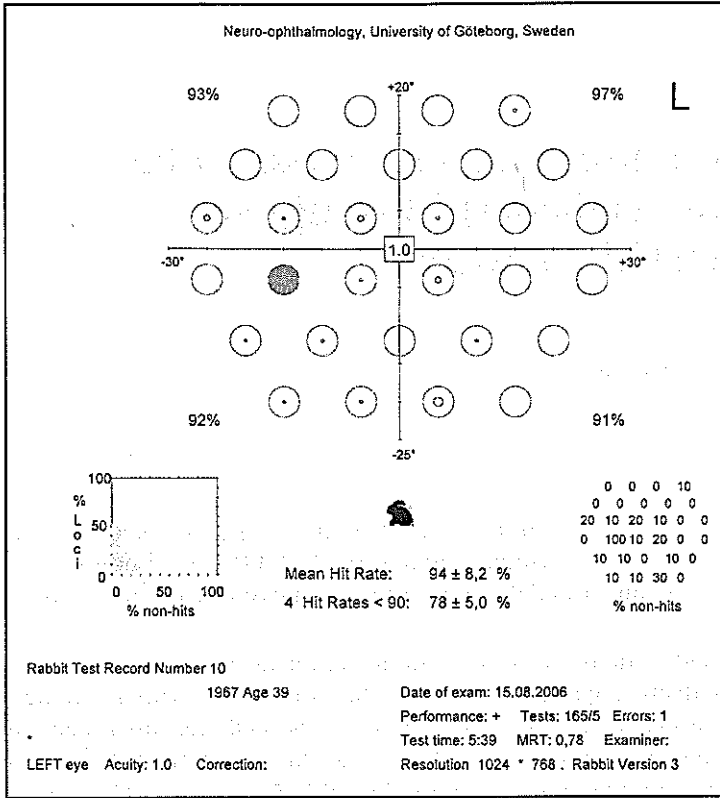 Neuro-ophthalmology, University of Göteborg, Sweden
93% +20° 97% L
-30° 1.0 +30°
92% -25° 91%
100
% Loci
50
0
0 50 100
% non-hits
Mean Hit Rate: 94 ± 8,2 %
4 Hit Rates < 90: 78 ± 5,0 %
0 0 0 10
0 0 0 0 0
20 10 20 10 0 0
0 100 10 20 0 0
10 10 0 10 0
10 10 30 0
% non-hits
Rabbit Test Record Number 10
1967 Age 39
Date of exam: 15.08.2006
Performance: + Tests: 165/5 Errors: 1
* Test time: 5:39 MRT: 0,78 Examiner:
LEFT eye Acuity: 1.0 Correction: Resolution 1024 * 768 . Rabbit Version 3